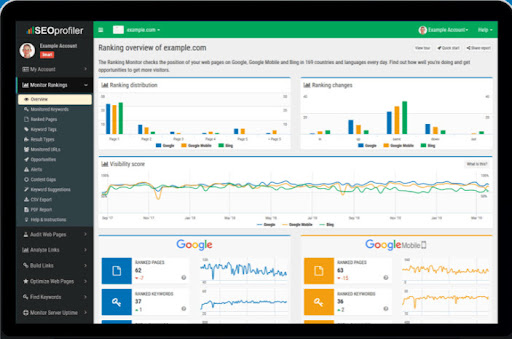 SEOprofiler
example.com
Example Account
Help
Example Account
Ranking overview of example.com
View tour
Quick start
Share report
The Ranking Monitor checks the position of your web pages on Google, Google Mobile and Bing in 169 countries and languages every day. Find out how well you're doing and get
opportunities to get more visitors.
My Account
Monitor Rankings
Overview
Monitored Keywords
Ranked Pages
Keyword Tags
Result Types
Monitored URLs
Opportunities
Alerts
Content Gaps
Keyword Suggestions
CSV Export
PDF Report
Help & Instructions
Audit Web Pages
Analyze Links
Build Links
Optimize Web Pages
Find Keywords
Monitor Server Uptime
Ranking distribution
Page 1
Page 2
Page 3
Page 4
Page 5
> Page 5
Google
Google Mobile
Bing
Ranking changes
in
up
same
down
out
Google
Google Mobile
Bing
Visibility score
What is this?
100%
Google
Google Mobile
Bing
Google
RANKED PAGES
62
-7
RANKED KEYWORDS
37
1
Google Mobile
RANKED PAGES
63
-15
RANKED KEYWORDS
36
2